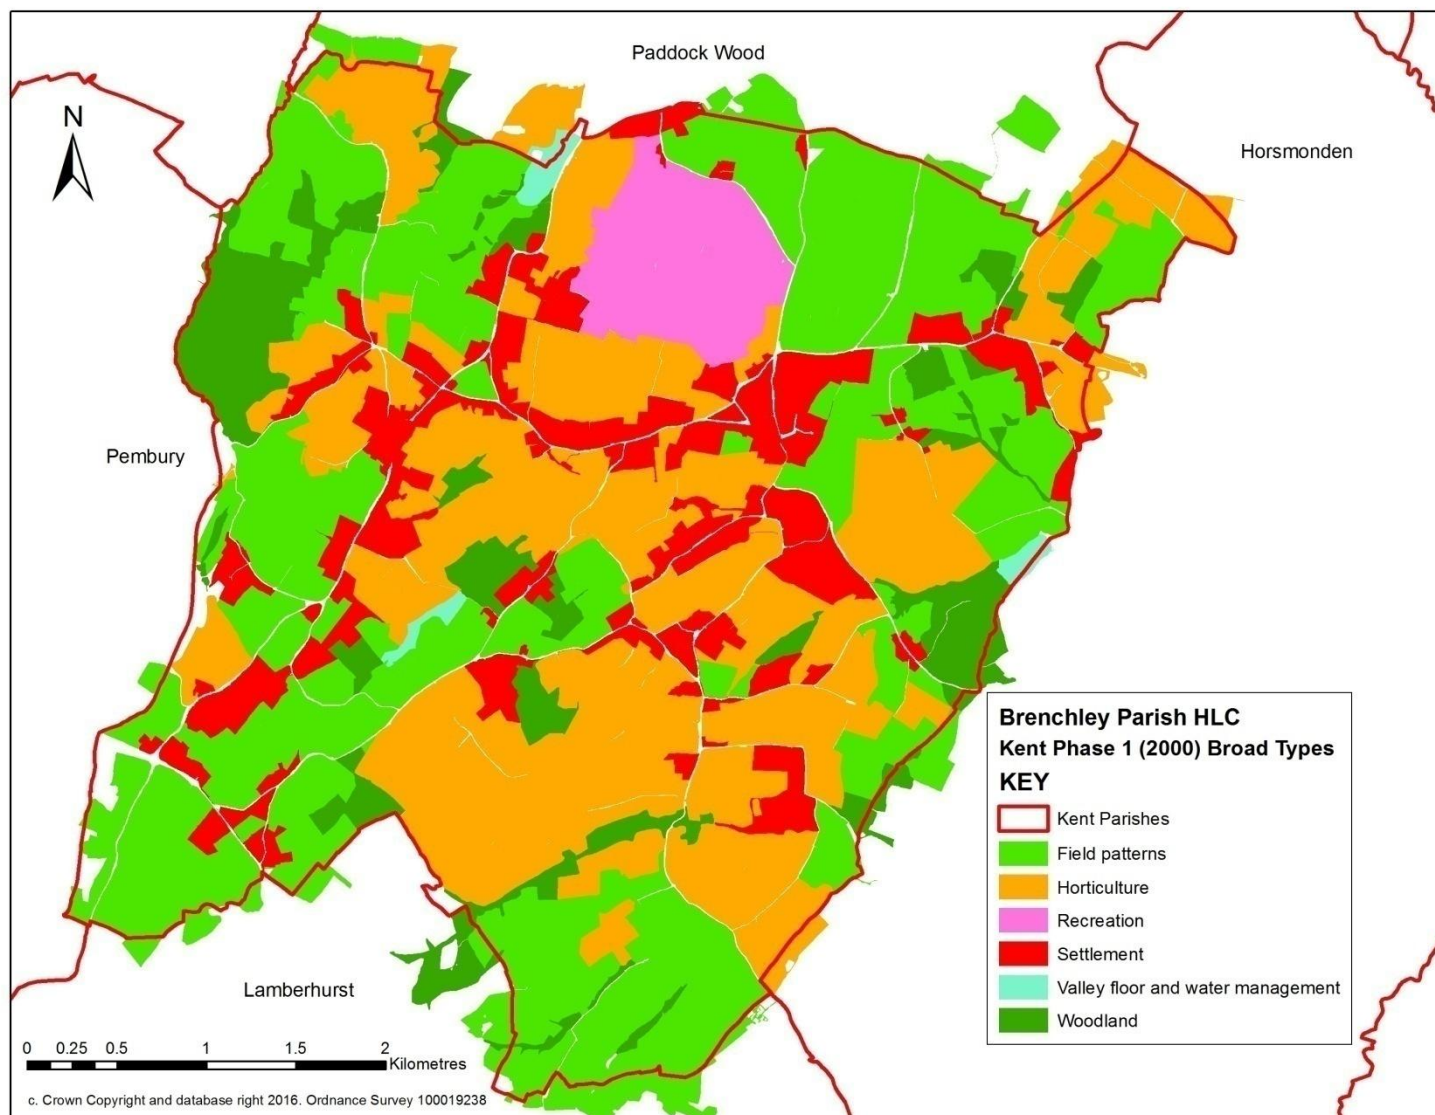 Paddock Wood
N
Horsmonden
Pembury
Brenchley Parish HLC
Kent Phase 1 (2000) Broad Types
KEY
Kent Parishes
Field patterns
Horticulture
Recreation
Settlement
Valley floor and water management
Woodland
Lamberhurst
0 0.25 0.5 1 1.5 2
Kilometres
c. Crown Copyright and database right 2016. Ordnance Survey 100019238